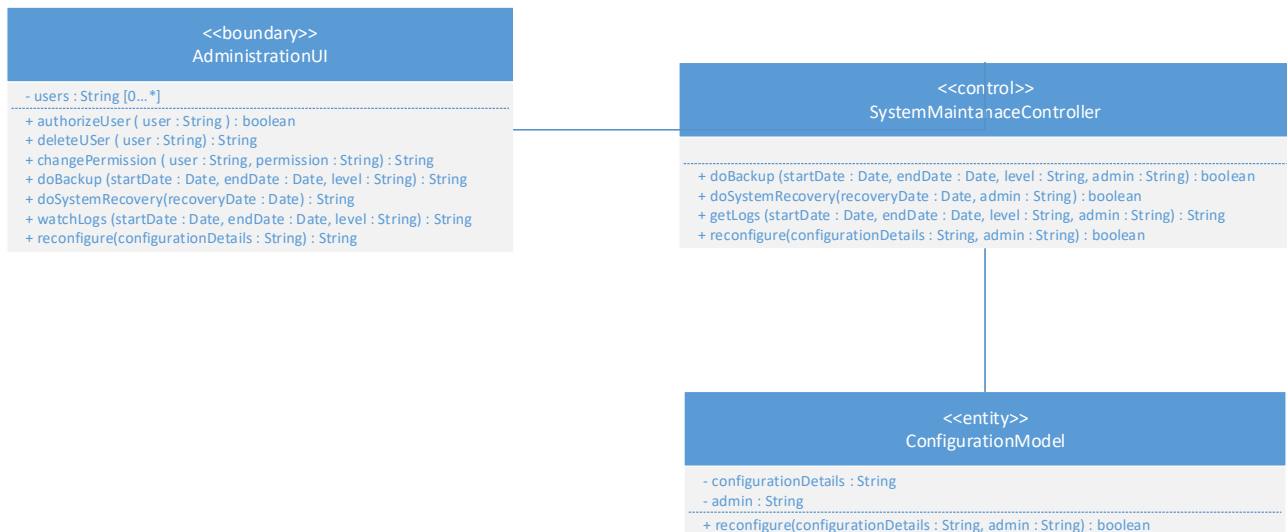 <<boundary>>
AdministrationUI
- users : String [0...*]
+ authorizeUser ( user : String ) : boolean
+ deleteUSer ( user : String) : String
+ changePermission ( user : String, permission : String) : String
+ doBackup (startDate : Date, endDate : Date, level : String) : String
+ doSystemRecovery(recoveryDate : Date) : String
+ watchLogs (startDate : Date, endDate : Date, level : String) : String
+ reconfigure(configurationDetails : String) : String
<<control>>
SystemMaintanaceController
+ doBackup (startDate : Date, endDate : Date, level : String, admin : String) : boolean
+ doSystemRecovery(recoveryDate : Date, admin : String) : boolean
+ getLogs (startDate : Date, endDate : Date, level : String, admin : String) : String
+ reconfigure(configurationDetails : String, admin : String) : boolean
<<entity>>
ConfigurationModel
- configurationDetails : String
- admin : String
+ reconfigure(configurationDetails : String, admin : String) : boolean